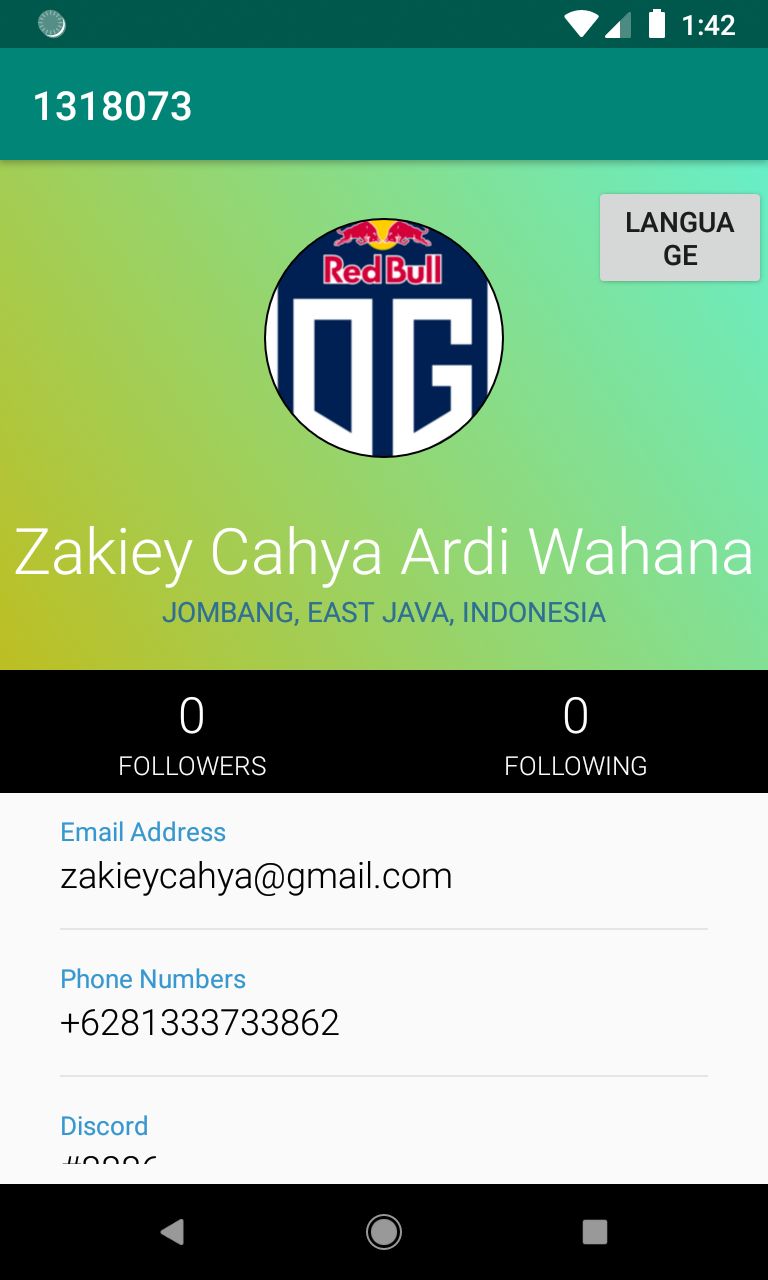 1:42
1318073
LANGUA
GE
Red Bull
OG
Zakiey Cahya Ardi Wahana
JOMBANG, EAST JAVA, INDONESIA
0 0
FOLLOWERS FOLLOWING
Email Address
zakieycahya@gmail.com
Phone Numbers
+6281333733862
Discord